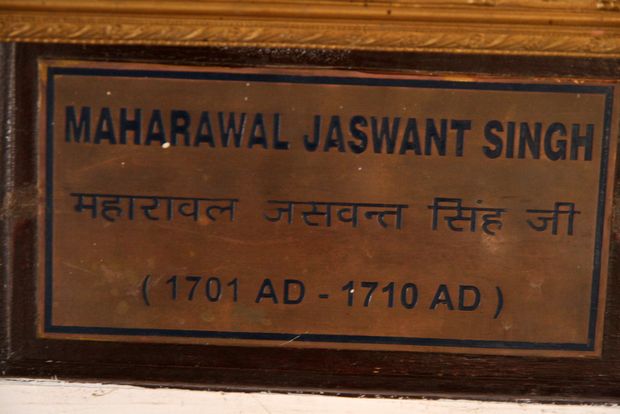 MAHARAWAL JASWANT SINGH
महारावल जसवन्त सिंह जी
( 1701 AD - 1710 AD )